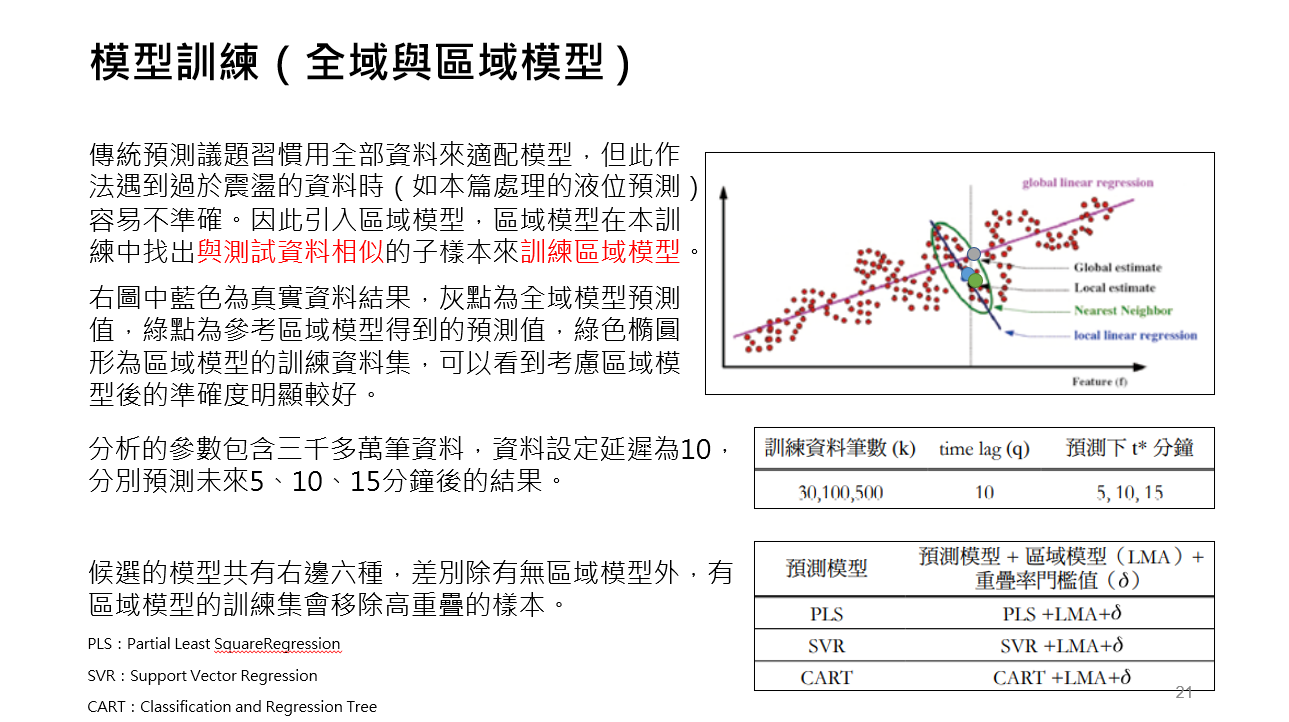 模型訓練（全域與區域模型）
傳統預測議題習慣用全部資料來適配模型，但此作
法遇到過於震盪的資料時（如本篇處理的液位預測）
容易不準確。因此引入區域模型，區域模型在本訓
練中找出與測試資料相似的子樣本來訓練區域模型。
右圖中藍色為真實資料結果，灰點為全域模型預測
值，綠點為參考區域模型得到的預測值，綠色橢圓
形為區域模型的訓練資料集，可以看到考慮區域模
型後的準確度明顯較好。
global linear regression
Global estimate
Local estimate
Nearest Neighbor
local linear regression
Feature (f)
分析的參數包含三千多萬筆資料，資料設定延遲為10，
分別預測未來5、10、15分鐘後的結果。
訓練資料筆數 (k) time lag (q) 預測下 t* 分鐘
30,100,500 10 5, 10, 15
候選的模型共有右邊六種，差別除有無區域模型外，有
區域模型的訓練集會移除高重疊的樣本。
PLS：Partial Least SquareRegression
SVR：Support Vector Regression
CART：Classification and Regression Tree
預測模型 預測模型 + 區域模型（LMA）+
重疊率門檻值（δ）
PLS PLS +LMA+δ
SVR SVR +LMA+δ
CART CART +LMA+δ
21